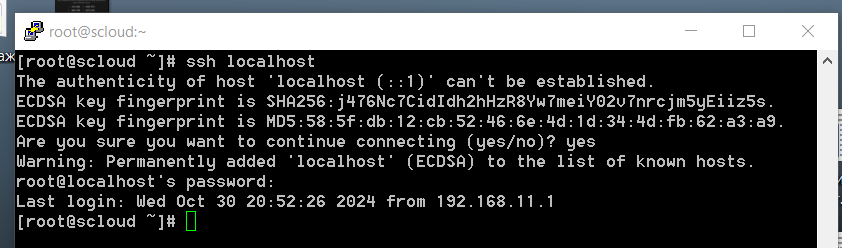 root@scloud:~
[root@scloud ~]# ssh localhost
The authenticity of host 'localhost (::1)' can't be established.
ECDSA key fingerprint is SHA256:j476Nc7CidIdh2hHzR8Yw7meiY02v7nrcjm5yEiiz5s.
ECDSA key fingerprint is MD5:58:5f:db:12:cb:52:46:6e:4d:1d:34:4d:fb:62:a3:a9.
Are you sure you want to continue connecting (yes/no)? yes
Warning: Permanently added 'localhost' (ECDSA) to the list of known hosts.
root@localhost's password:
Last login: Wed Oct 30 20:52:26 2024 from 192.168.11.1
[root@scloud ~]#